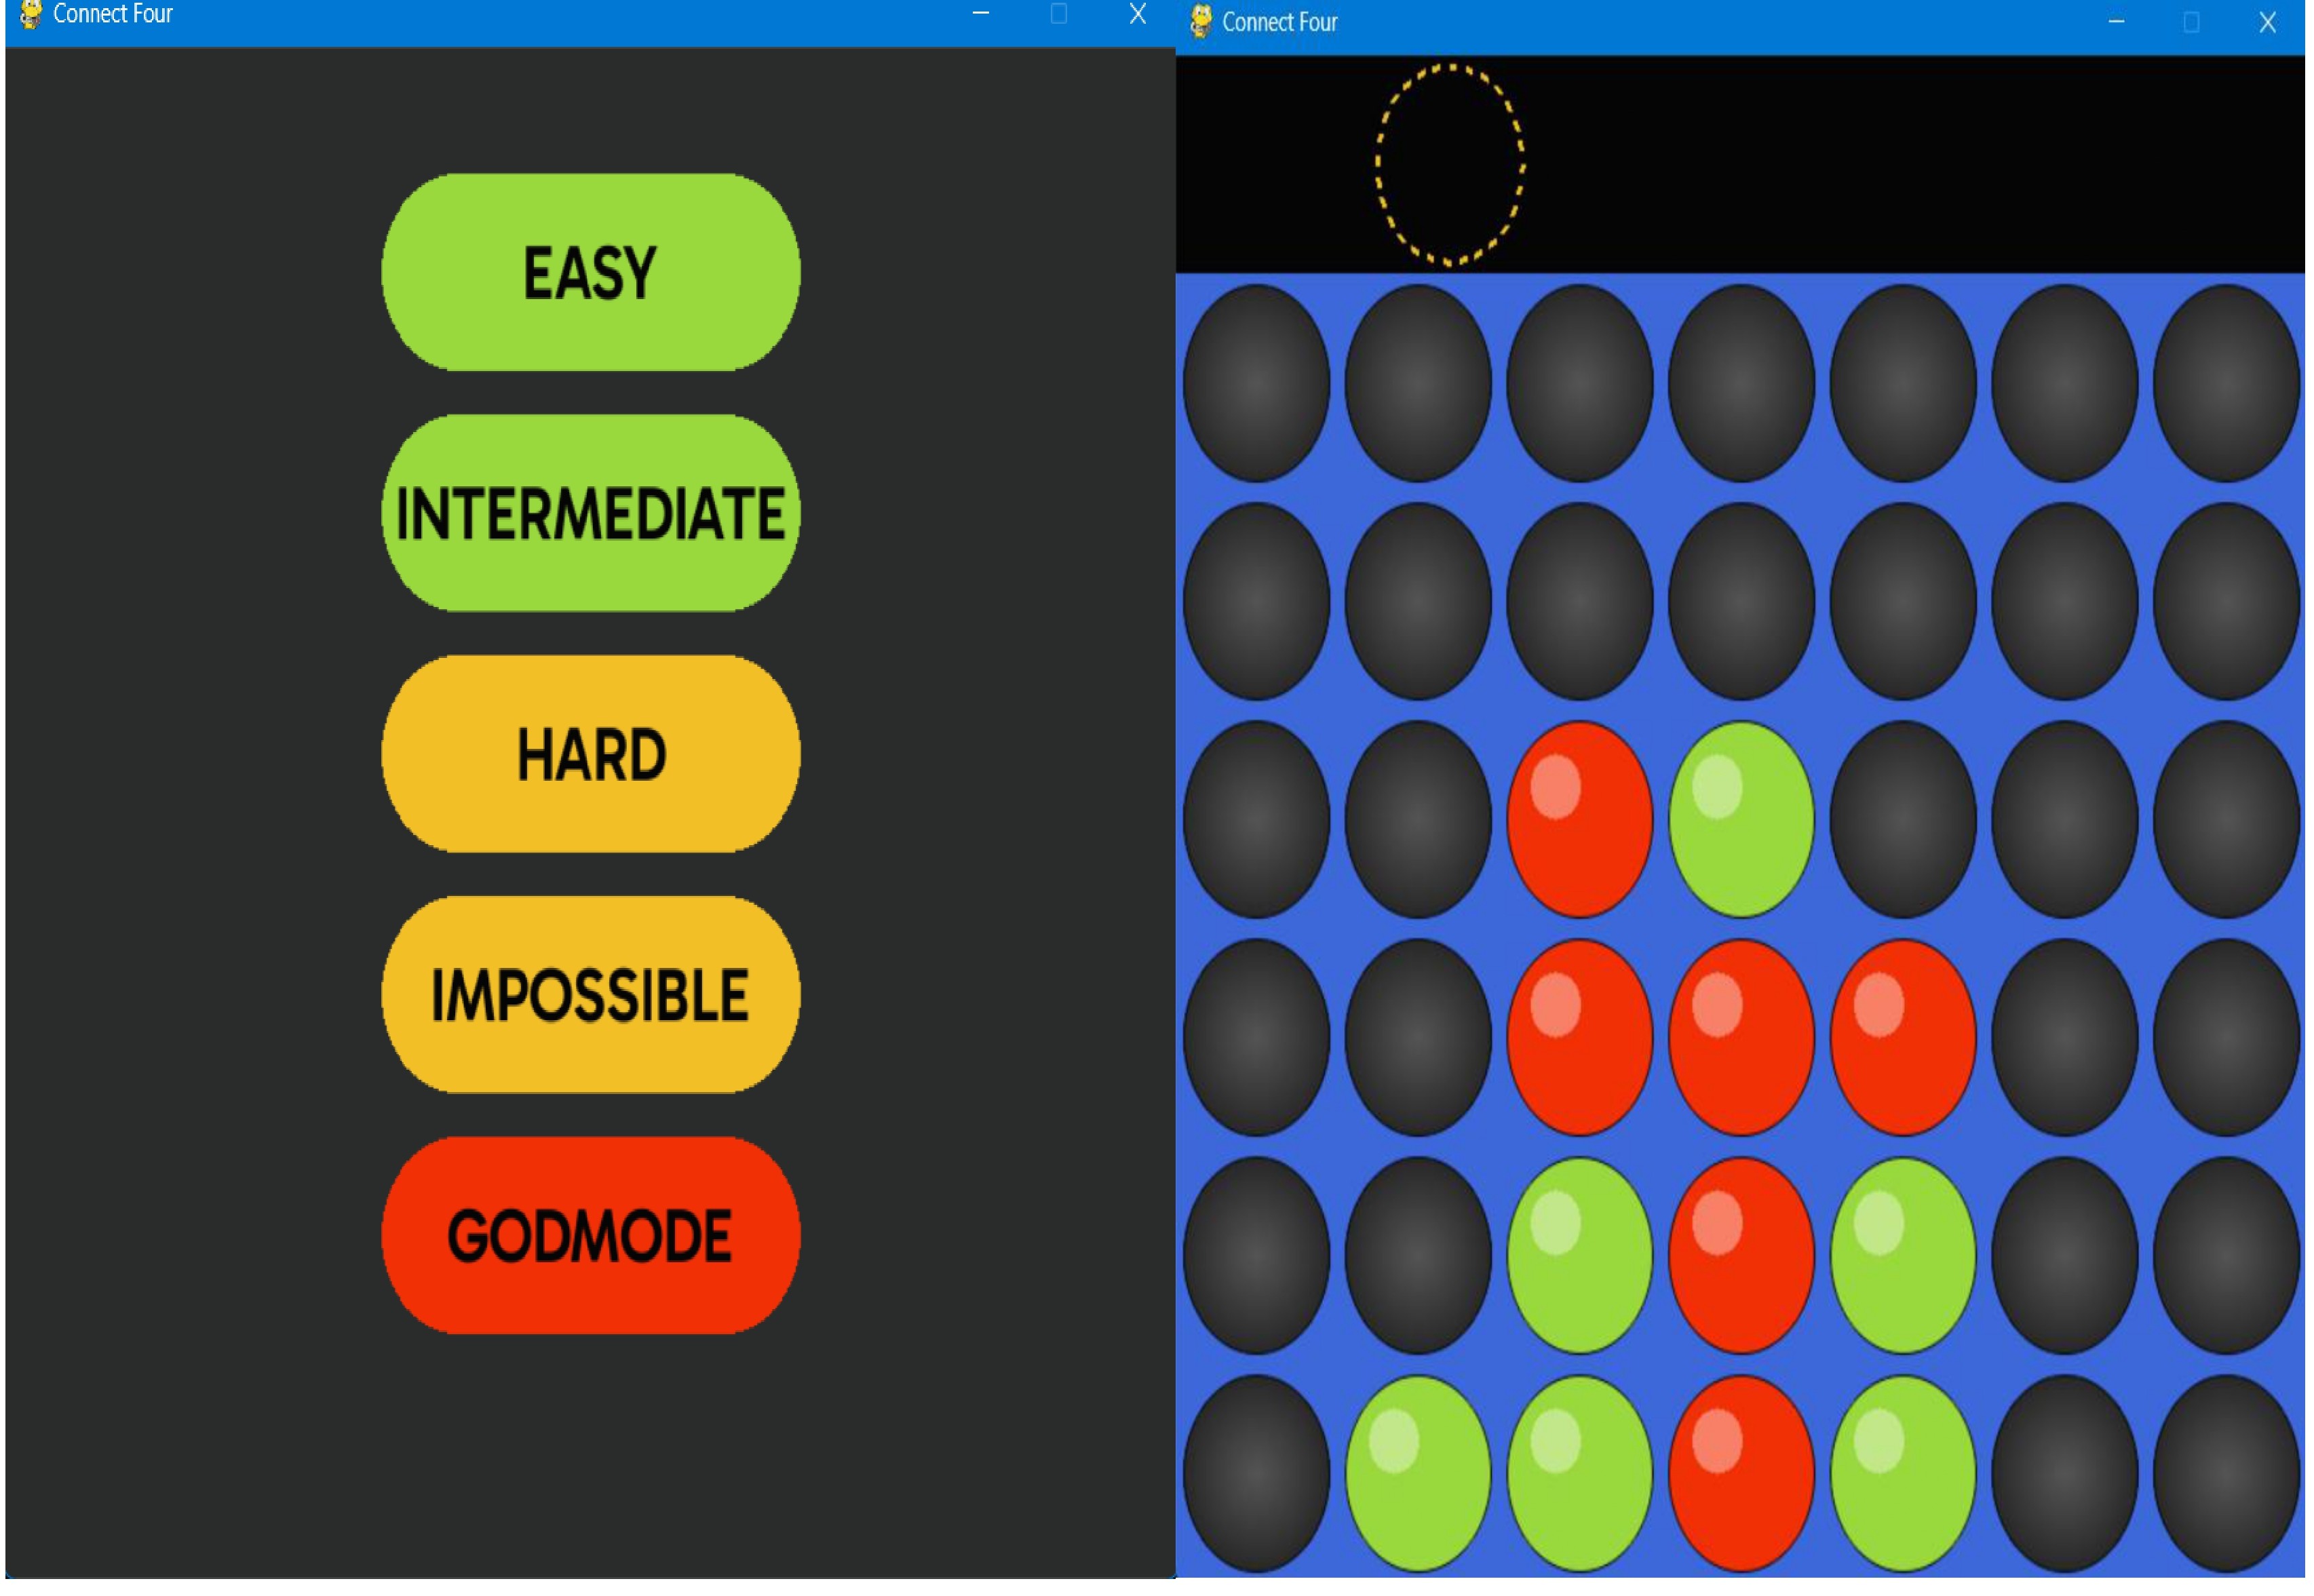 Connect Four
EASY
INTERMEDIATE
HARD
IMPOSSIBLE
GODMODE
Connect Four